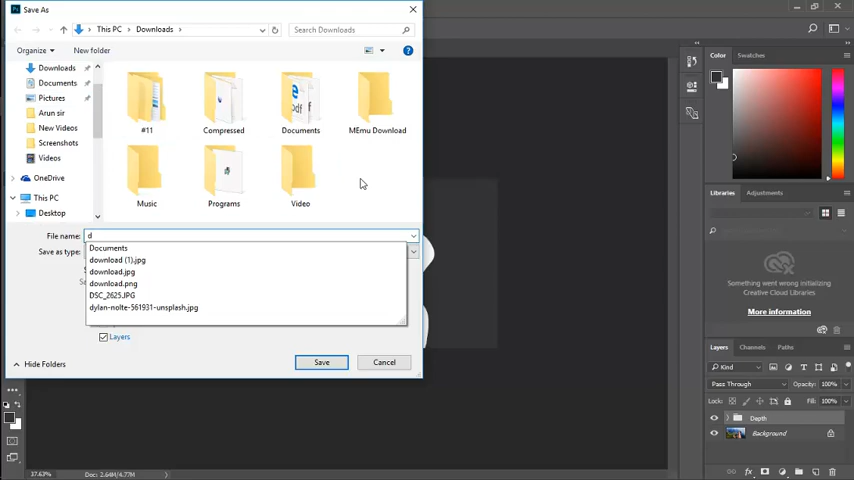 Save As
This PC > Downloads >
Search Downloads
Organize
New folder
Downloads
Documents
Pictures
Arun sir
New Videos
Screenshots
Videos
OneDrive
This PC
Desktop
#11
Compressed
Documents
MEmu Download
Music
Programs
Video
File name: d
Save as type:
Documents
download (1).jpg
download.jpg
download.png
DSC_2625.JPG
dylan-nolte-561931-unsplash.jpg
Layers
Hide Folders
Save
Cancel
Color
Swatches
Libraries
Adjustments
Something went wrong initializing
Creative Cloud Libraries
More information
Layers
Channels
Paths
Kind
Pass Through
Opacity: 100%
Lock:
Fill: 100%
Depth
Background
37.63%
Doc: 2.64M/4.77M